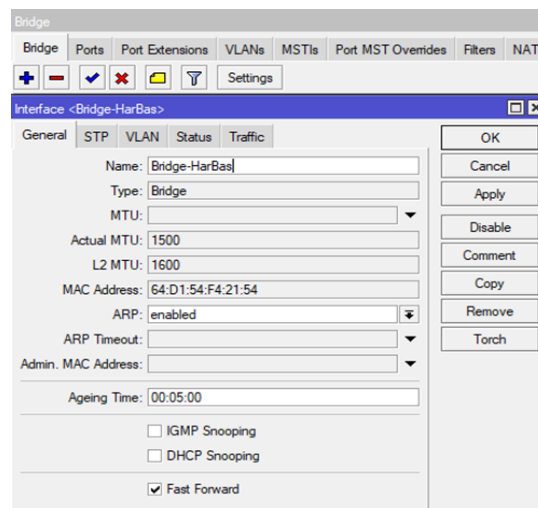 Bridge
Bridge Ports Port Extensions VLANs MSTIs Port MST Overrides Filters NAT
Settings
Interface <Bridge-HarBas>
General STP VLAN Status Traffic
Name: Bridge-HarBas
Type: Bridge
MTU:
Actual MTU: 1500
L2 MTU: 1600
MAC Address: 64:D1:54:F4:21:54
ARP: enabled
ARP Timeout:
Admin. MAC Address:
Ageing Time: 00:05:00
IGMP Snooping
DHCP Snooping
Fast Forward
OK
Cancel
Apply
Disable
Comment
Copy
Remove
Torch